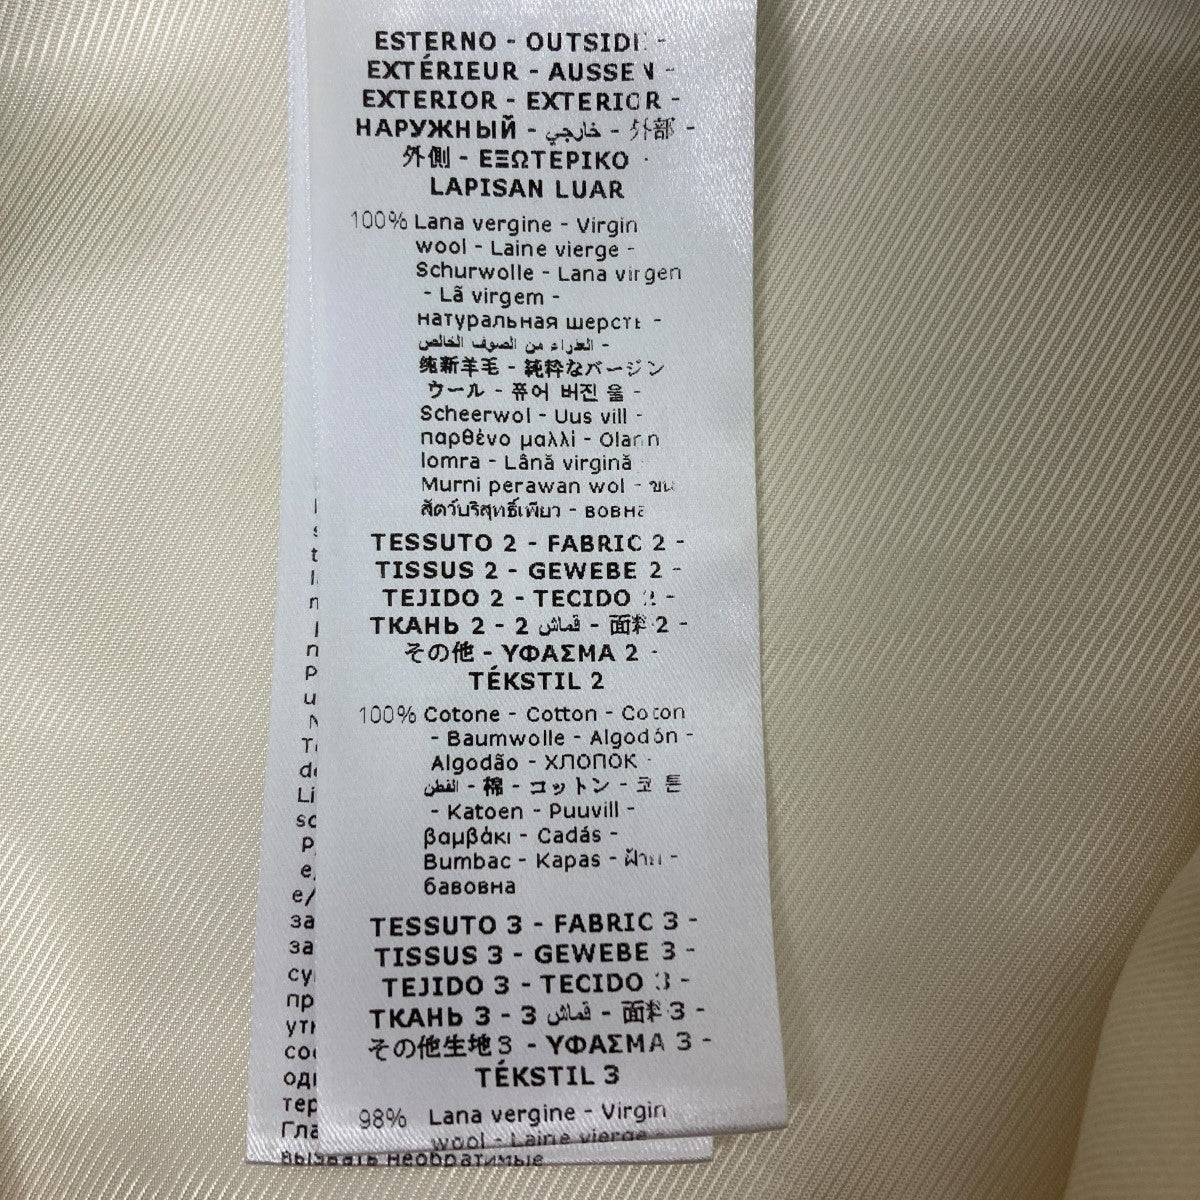 ESTERNO - OUTSIDE -
EXTÉRIEUR - AUSSEN -
EXTERIOR - EXTERIOR -
НАРУЖНЫЙ - خارجي - 外部 -
外側 - ΕΞΩΤΕΡΙΚΟ -
LAPISAN LUAR
100% Lana vergine - Virgin
wool - Laine vierge -
Schurwolle - Lana virgen
- Lã virgem -
натуральная шерсть -
العذراء من الصوف الخالص -
纯新羊毛 - 純粋なバージン
ウール - 퓨어 버진 울 -
Scheerwol - Uus vill -
παρθένο μαλλί - Olann
lomra - Lână virgină
Murni perawan wol - ขน
สัตว์บริสุทธิ์เพียว - вовна
TESSUTO 2 - FABRIC 2 -
TISSUS 2 - GEWEBE 2 -
TEJIDO 2 - TECIDO 2 -
ТКАНЬ 2 - 2 قماش - 面料 2 -
その他 - ΥΦΑΣΜΑ 2 -
TÉKSTIL 2
100% Cotone - Cotton - Coton
- Baumwolle - Algodón -
Algodão - ХЛОПОК -
القطن - 棉 - コットン - 코 튼
- Katoen - Puuvill -
βαμβάκι - Cadás -
Bumbac - Kapas - ฝ้าย -
бавовна
TESSUTO 3 - FABRIC 3 -
TISSUS 3 - GEWEBE 3 -
TEJIDO 3 - TECIDO 3 -
ТКАНЬ 3 - 3 قماش - 面料 3 -
その他生地3 - ΥΦΑΣΜΑ 3 -
TÉKSTIL 3
98% Lana vergine - Virgin
wool - Laine vierge -
вызвать необратимые